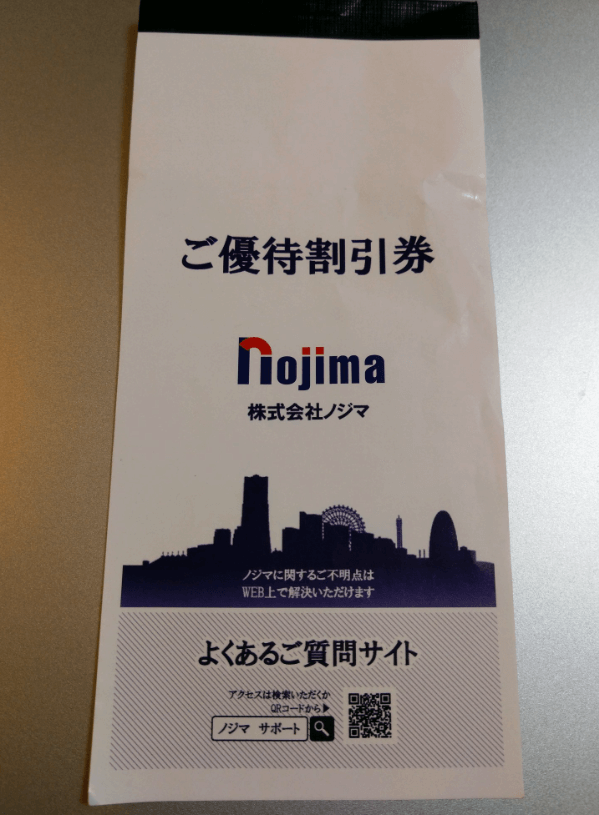 ご優待割引券
nojima
株式会社ノジマ
ノジマに関するご不明点は
WEB上で解決いただけます
よくあるご質問サイト
アクセスは検索いただくか
QRコードから▶
ノジマ サポート